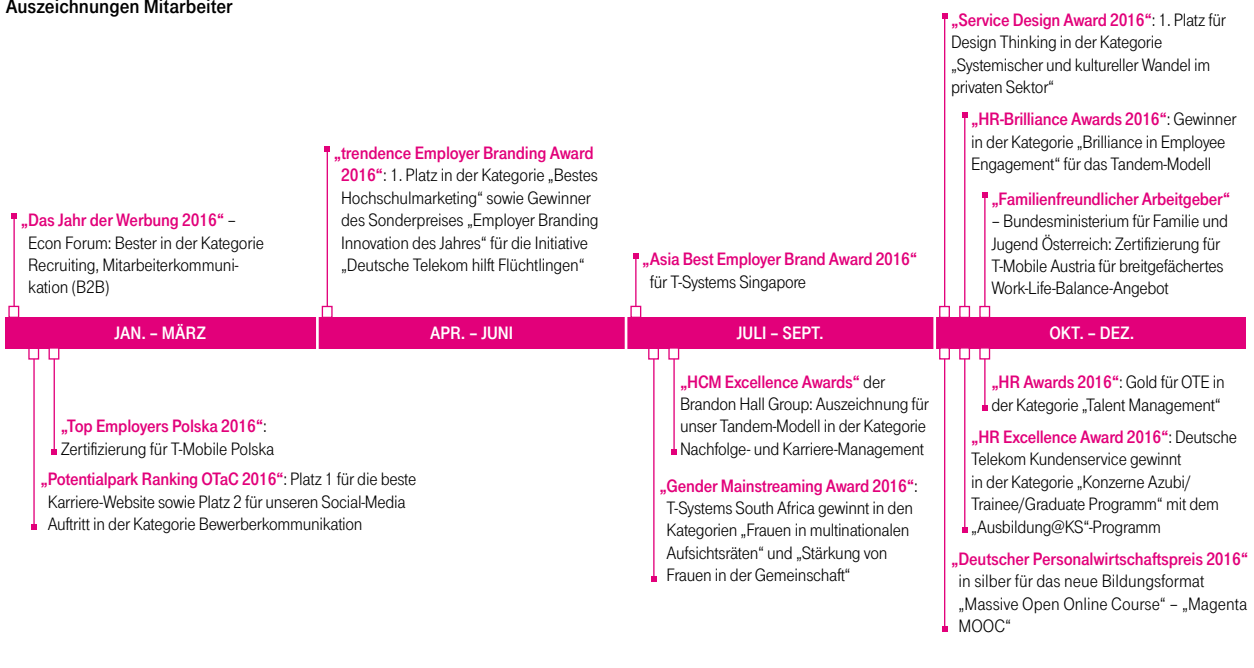 Auszeichnungen Mitarbeiter
„Das Jahr der Werbung 2016“ –
Econ Forum: Bester in der Kategorie
Recruiting, Mitarbeiterkommuni-
kation (B2B)
„trendence Employer Branding Award
2016“: 1. Platz in der Kategorie „Bestes
Hochschulmarketing“ sowie Gewinner
des Sonderpreises „Employer Branding
Innovation des Jahres“ für die Initiative
„Deutsche Telekom hilft Flüchtlingen“
„Asia Best Employer Brand Award 2016“
für T-Systems Singapore
„Service Design Award 2016“: 1. Platz für
Design Thinking in der Kategorie
„Systemischer und kultureller Wandel im
privaten Sektor“
„HR-Brilliance Awards 2016“: Gewinner
in der Kategorie „Brilliance in Employee
Engagement“ für das Tandem-Modell
„Familienfreundlicher Arbeitgeber“
– Bundesministerium für Familie und
Jugend Österreich: Zertifizierung für
T-Mobile Austria für breitgefächertes
Work-Life-Balance-Angebot
JAN. – MÄRZ
APR. – JUNI
JULI – SEPT.
OKT. – DEZ.
„Top Employers Polska 2016“:
Zertifizierung für T-Mobile Polska
„Potentialpark Ranking OTaC 2016“: Platz 1 für die beste
Karriere-Website sowie Platz 2 für unseren Social-Media
Auftritt in der Kategorie Bewerberkommunikation
„HCM Excellence Awards“ der
Brandon Hall Group: Auszeichnung für
unser Tandem-Modell in der Kategorie
Nachfolge- und Karriere-Management
„Gender Mainstreaming Award 2016“:
T-Systems South Africa gewinnt in den
Kategorien „Frauen in multinationalen
Aufsichtsräten“ und „Stärkung von
Frauen in der Gemeinschaft“
„HR Awards 2016“: Gold für OTE in
der Kategorie „Talent Management“
„HR Excellence Award 2016“: Deutsche
Telekom Kundenservice gewinnt
in der Kategorie „Konzerne Azubi/
Trainee/Graduate Programm“ mit dem
„Ausbildung@KS“-Programm
„Deutscher Personalwirtschaftspreis 2016“
in silber für das neue Bildungsformat
„Massive Open Online Course“ – „Magenta
MOOC“